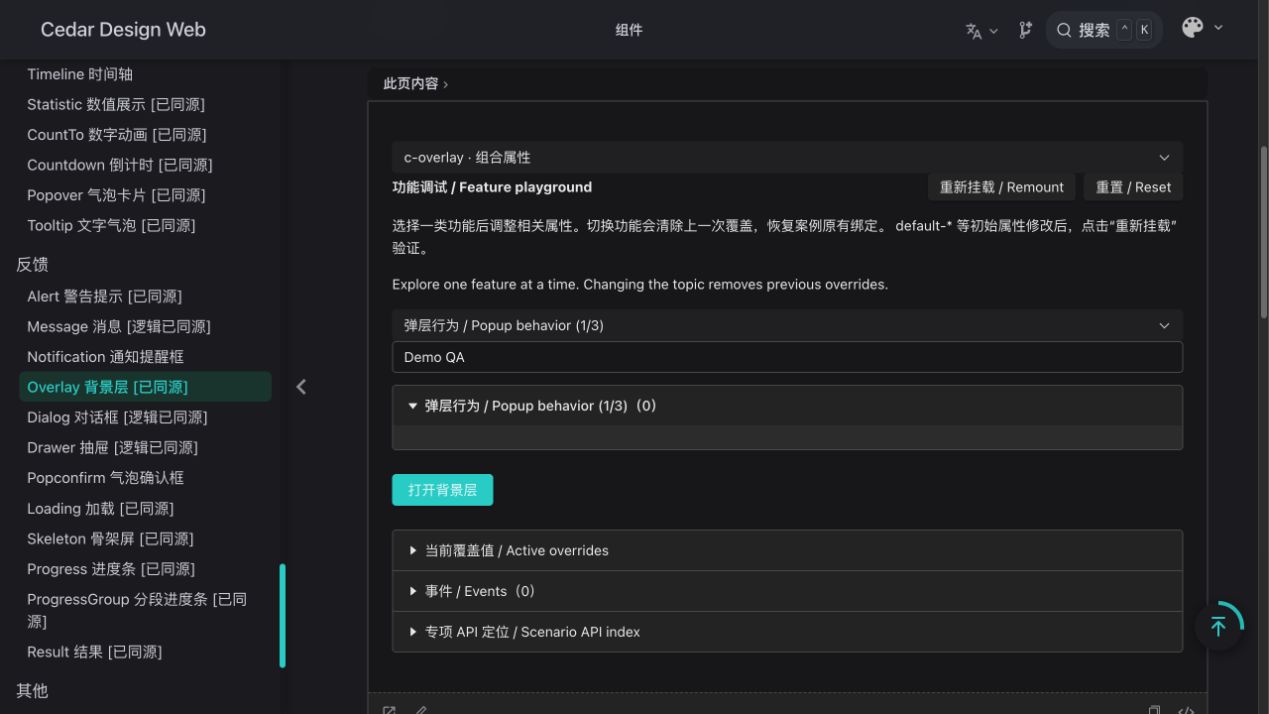 Cedar Design Web
组件
搜索 ^ K
Timeline 时间轴
Statistic 数值展示 [已同源]
CountTo 数字动画 [已同源]
Countdown 倒计时 [已同源]
Popover 气泡卡片 [已同源]
Tooltip 文字气泡 [已同源]
反馈
Alert 警告提示 [已同源]
Message 消息 [逻辑已同源]
Notification 通知提醒框
Overlay 背景层 [已同源]
Dialog 对话框 [逻辑已同源]
Drawer 抽屉 [逻辑已同源]
Popconfirm 气泡确认框
Loading 加载 [已同源]
Skeleton 骨架屏 [已同源]
Progress 进度条 [已同源]
ProgressGroup 分段进度条 [已同
源]
Result 结果 [已同源]
其他
此页内容 ›
c-overlay · 组合属性
功能调试 / Feature playground
重新挂载 / Remount
重置 / Reset
选择一类功能后调整相关属性。切换功能会清除上一次覆盖，恢复案例原有绑定。 default-* 等初始属性修改后，点击“重新挂载”
验证。
Explore one feature at a time. Changing the topic removes previous overrides.
弹层行为 / Popup behavior (1/3)
Demo QA
弹层行为 / Popup behavior (1/3)（0）
打开背景层
当前覆盖值 / Active overrides
事件 / Events（0）
专项 API 定位 / Scenario API index